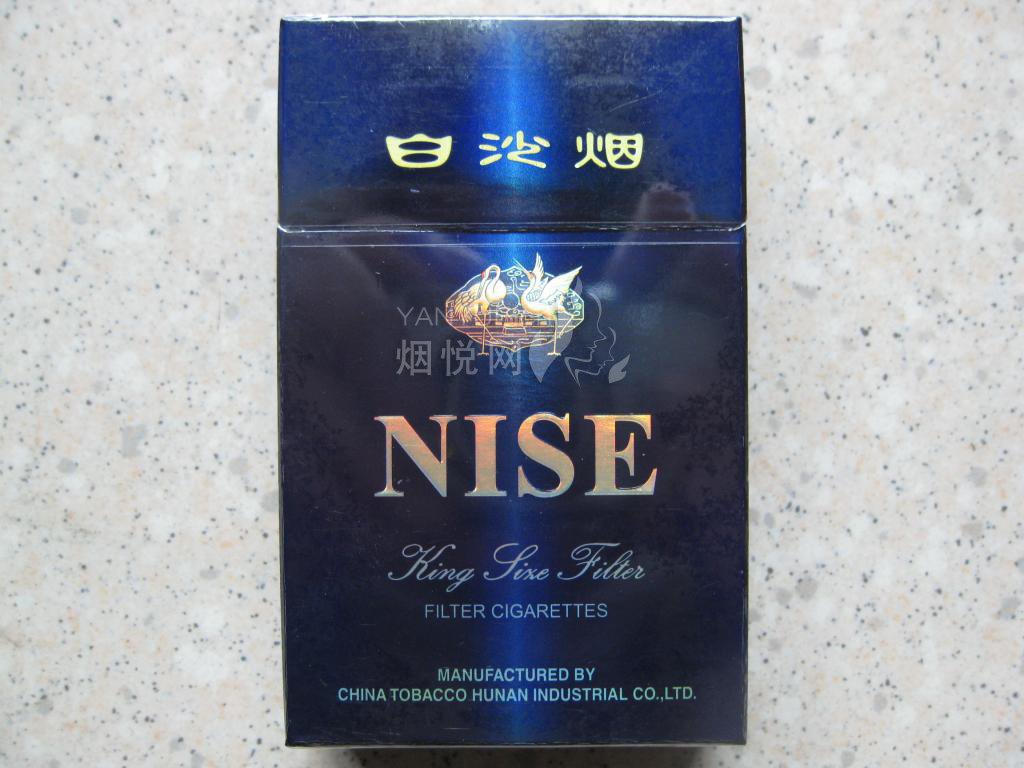 白沙烟
烟悦网
NISE
King Size Filter
FILTER CIGARETTES
MANUFACTURED BY
CHINA TOBACCO HUNAN INDUSTRIAL CO.,LTD.